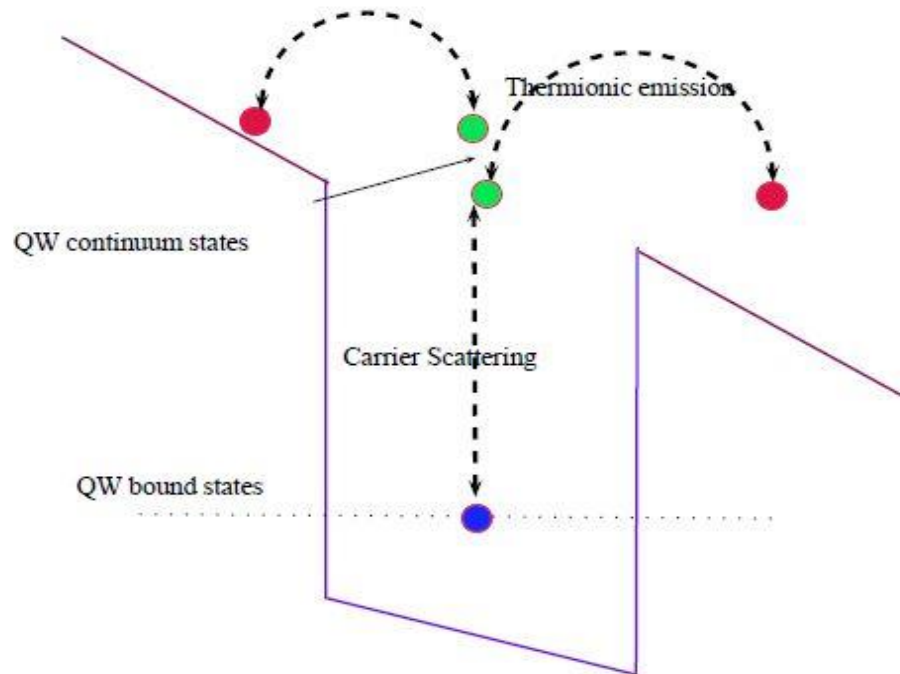 Thermionic emission
QW continuum states
Carrier Scattering
QW bound states